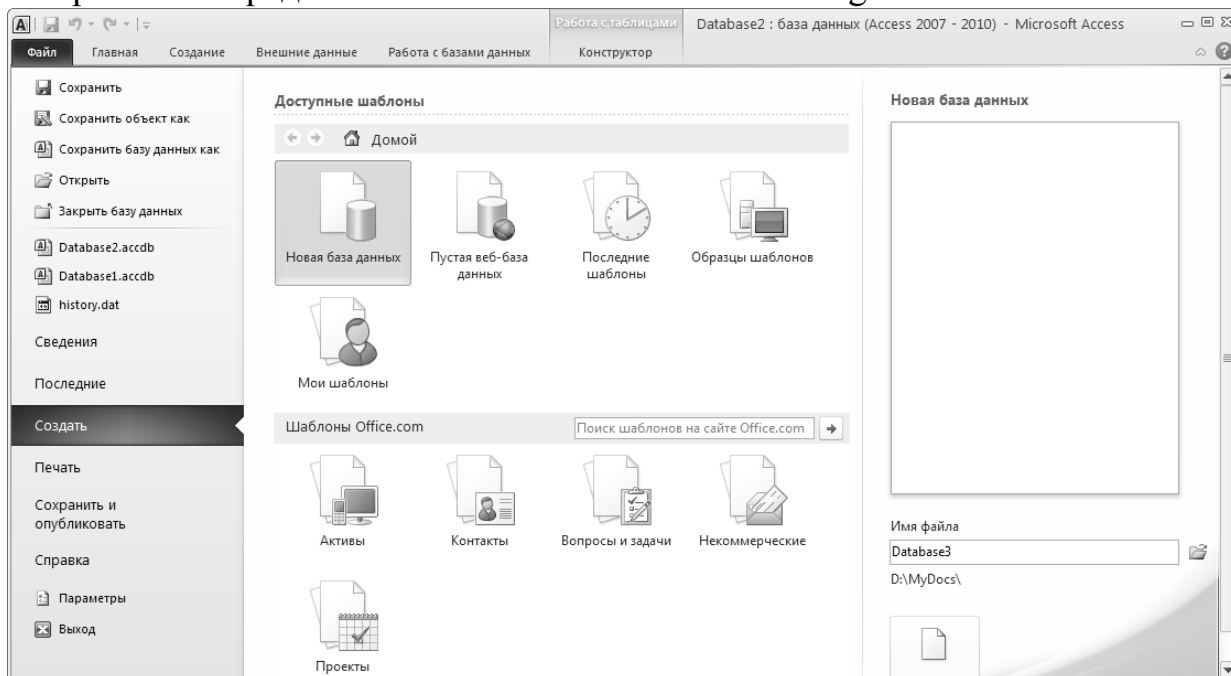 Работа с таблицами
Database2 : база данных (Access 2007 - 2010) - Microsoft Access
Файл Главная Создание Внешние данные Работа с базами данных Конструктор
Сохранить
Сохранить объект как
Сохранить базу данных как
Открыть
Закрыть базу данных
Database2.accdb
Database1.accdb
history.dat
Сведения
Последние
Создать
Печать
Сохранить и
опубликовать
Справка
Параметры
Выход
Доступные шаблоны
Домой
Новая база данных
Пустая веб-база
данных
Последние
шаблоны
Образцы шаблонов
Мои шаблоны
Шаблоны Office.com
Поиск шаблонов на сайте Office.com
Активы
Контакты
Вопросы и задачи
Некоммерческие
Проекты
Новая база данных
Имя файла
Database3
D:\MyDocs\